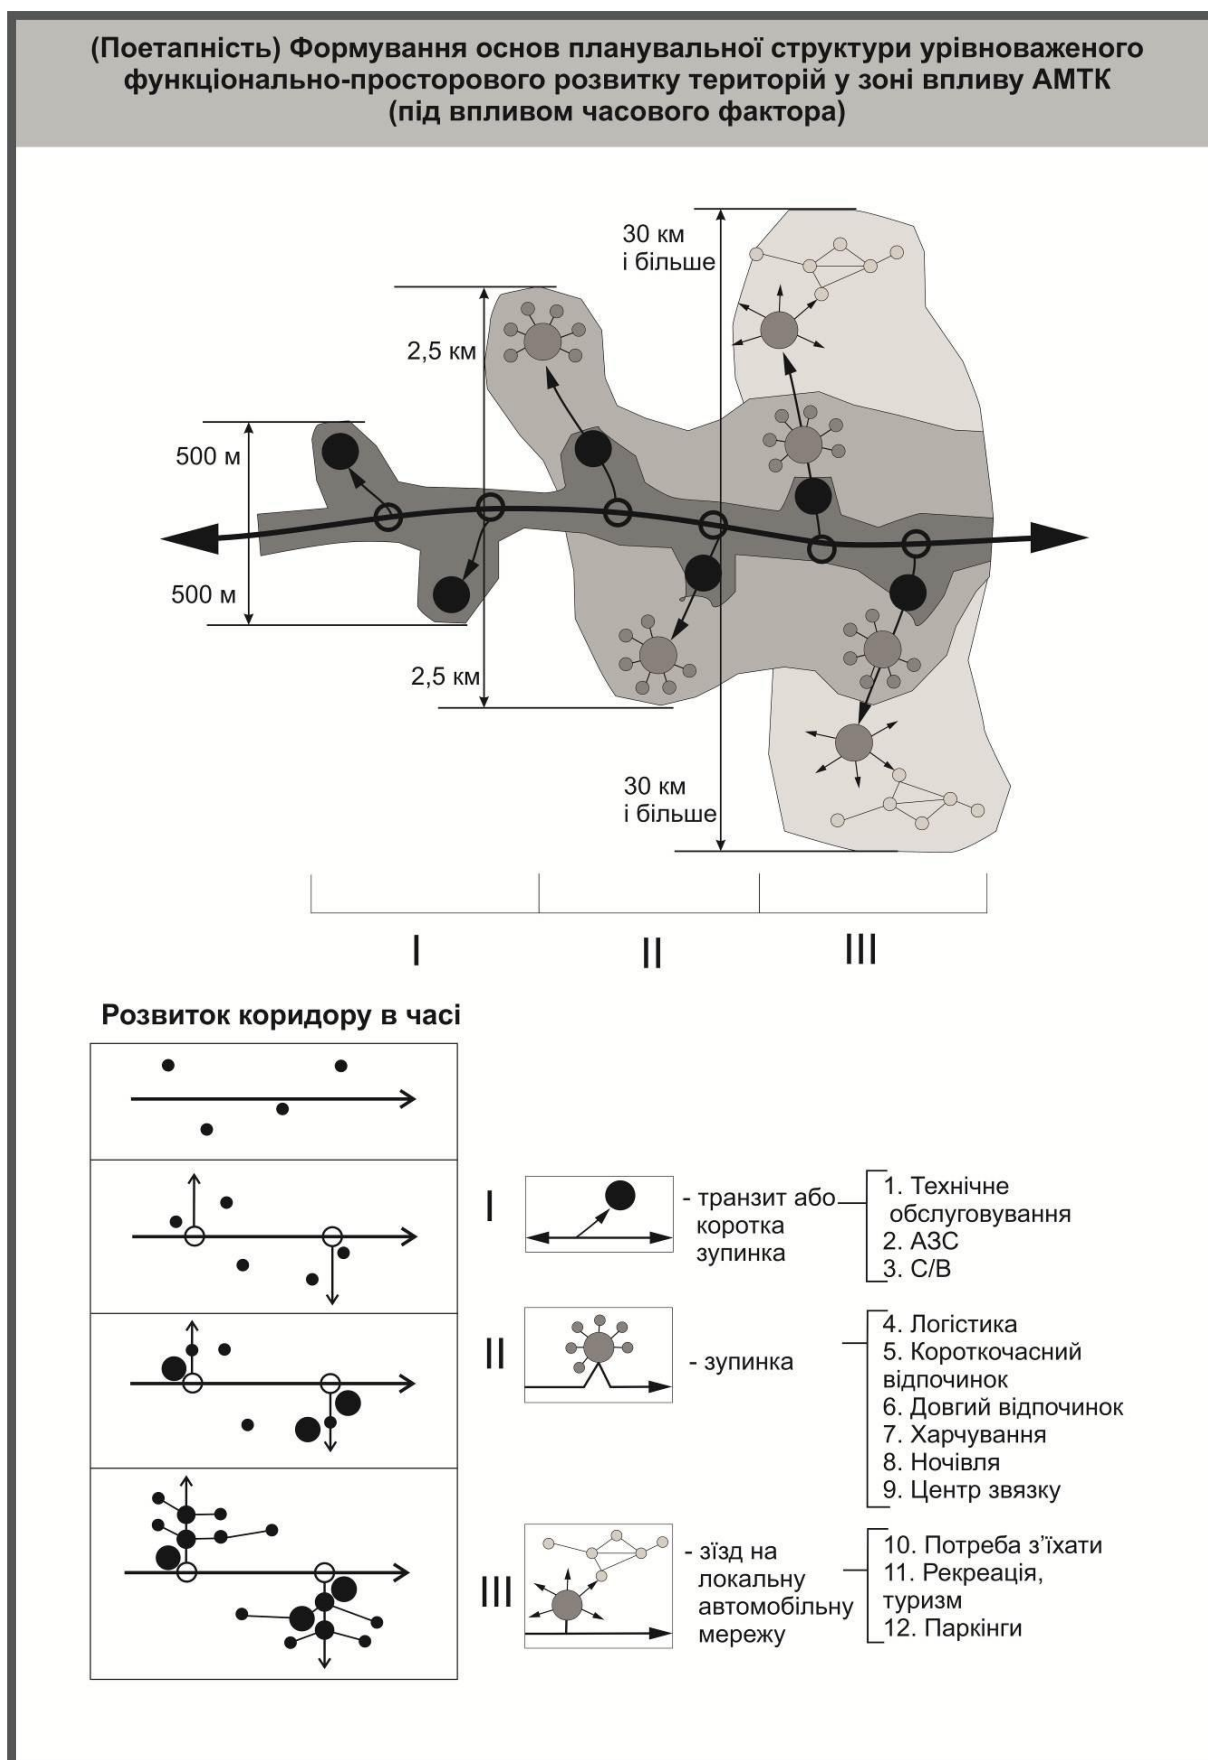 (Поетапність) Формування основ планувальної структури урівноваженого
функціонально-просторового розвитку територій у зоні впливу АМТК
(під впливом часового фактора)
30 км
і більше
2,5 км
500 м
500 м
2,5 км
30 км
і більше
I
II
III
Розвиток коридору в часі
I
- транзит або
коротка
зупинка
1. Технічне
обслуговування
2. АЗС
3. С/В
II
- зупинка
4. Логістика
5. Короткочасний
відпочинок
6. Довгий відпочинок
7. Харчування
8. Ночівля
9. Центр звязку
III
- зїзд на
локальну
автомобільну
мережу
10. Потреба з’їхати
11. Рекреація,
туризм
12. Паркінги